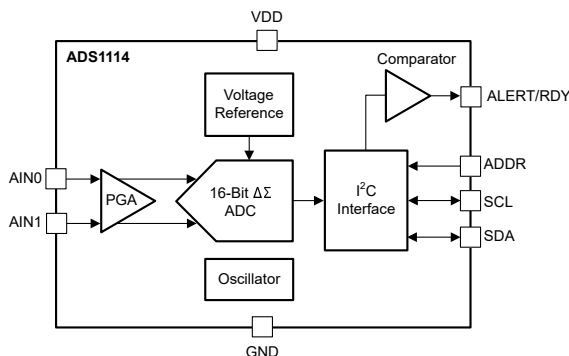 VDD
ADS1114
Comparator
Voltage
Reference
ALERT/RDY
ADDR
AIN0
PGA
16-Bit ΔΣ
ADC
I²C
Interface
SCL
AIN1
SDA
Oscillator
GND